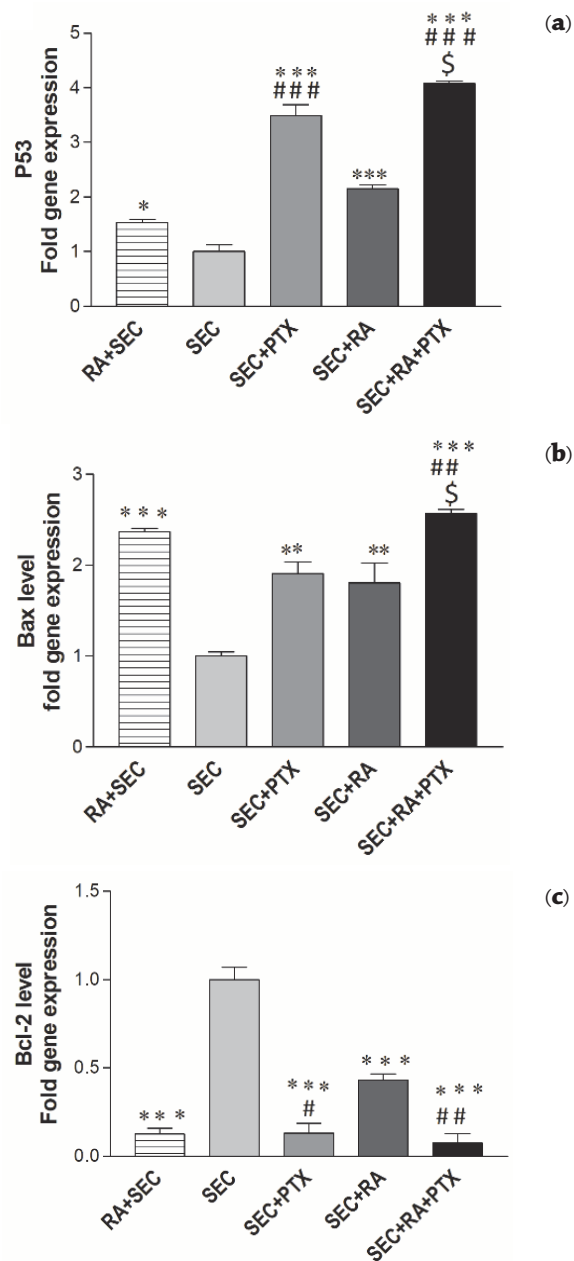 (a)
P53
Fold gene expression
5
4
3
2
1
0
*
***
###
***
***
###
$
RA+SEC
SEC
SEC+PTX
SEC+RA
SEC+RA+PTX
(b)
Bax level
fold gene expression
3
2
1
0
***
**
**
***
##
$
RA+SEC
SEC
SEC+PTX
SEC+RA
SEC+RA+PTX
(c)
Bcl-2 level
Fold gene expression
1.5
1.0
0.5
0.0
***
***
#
***
***
##
RA+SEC
SEC
SEC+PTX
SEC+RA
SEC+RA+PTX